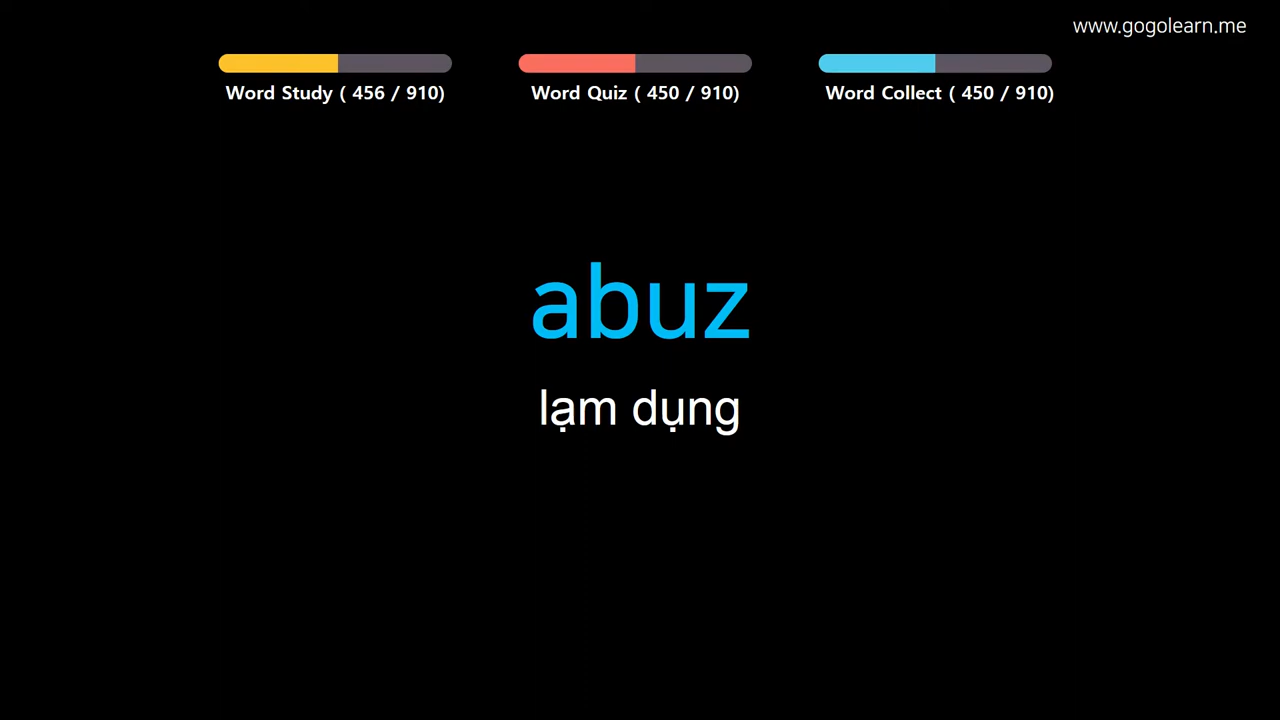 www.gogolearn.me
Word Study ( 456 / 910)
Word Quiz ( 450 / 910)
Word Collect ( 450 / 910)
abuz
lạm dụng